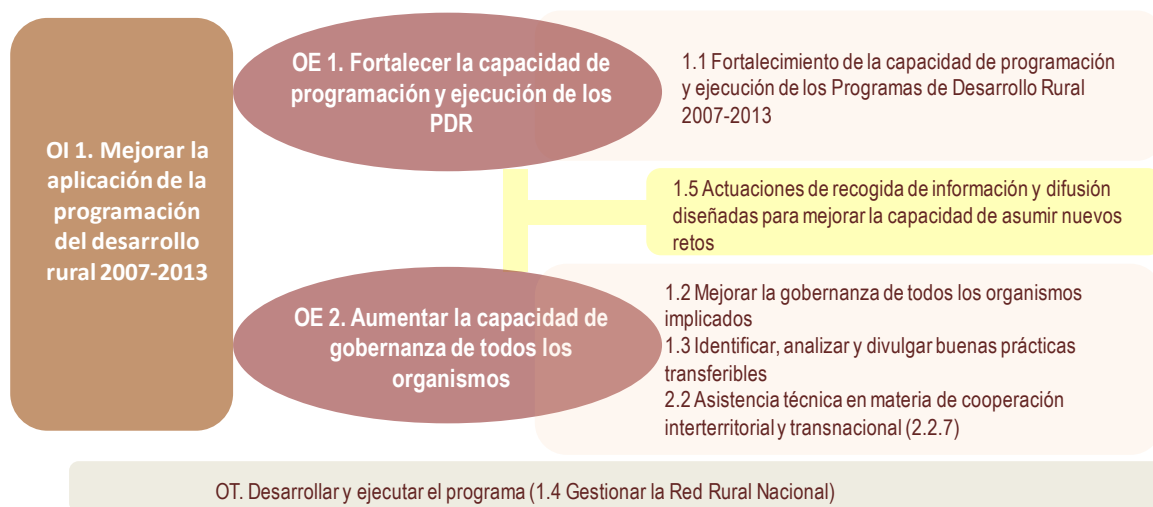 OI 1. Mejorar la
aplicación de la
programación
del desarrollo
rural 2007-2013
OE 1. Fortalecer la capacidad de
programación y ejecución de los
PDR
1.1 Fortalecimiento de la capacidad de programación
y ejecución de los Programas de Desarrollo Rural
2007-2013
1.5 Actuaciones de recogida de información y difusión
diseñadas para mejorar la capacidad de asumir nuevos
retos
OE 2. Aumentar la capacidad de
gobernanza de todos los
organismos
1.2 Mejorar la gobernanza de todos los organismos
implicados
1.3 Identificar, analizar y divulgar buenas prácticas
transferibles
2.2 Asistencia técnica en materia de cooperación
interterritorial y transnacional (2.2.7)
OT. Desarrollar y ejecutar el programa (1.4 Gestionar la Red Rural Nacional)